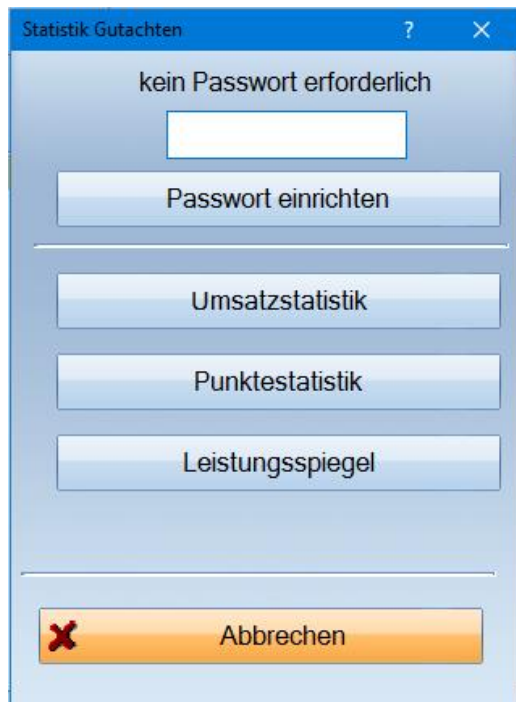 Statistik Gutachten ?
kein Passwort erforderlich
Passwort einrichten
Umsatzstatistik
Punktestatistik
Leistungsspiegel
Abbrechen